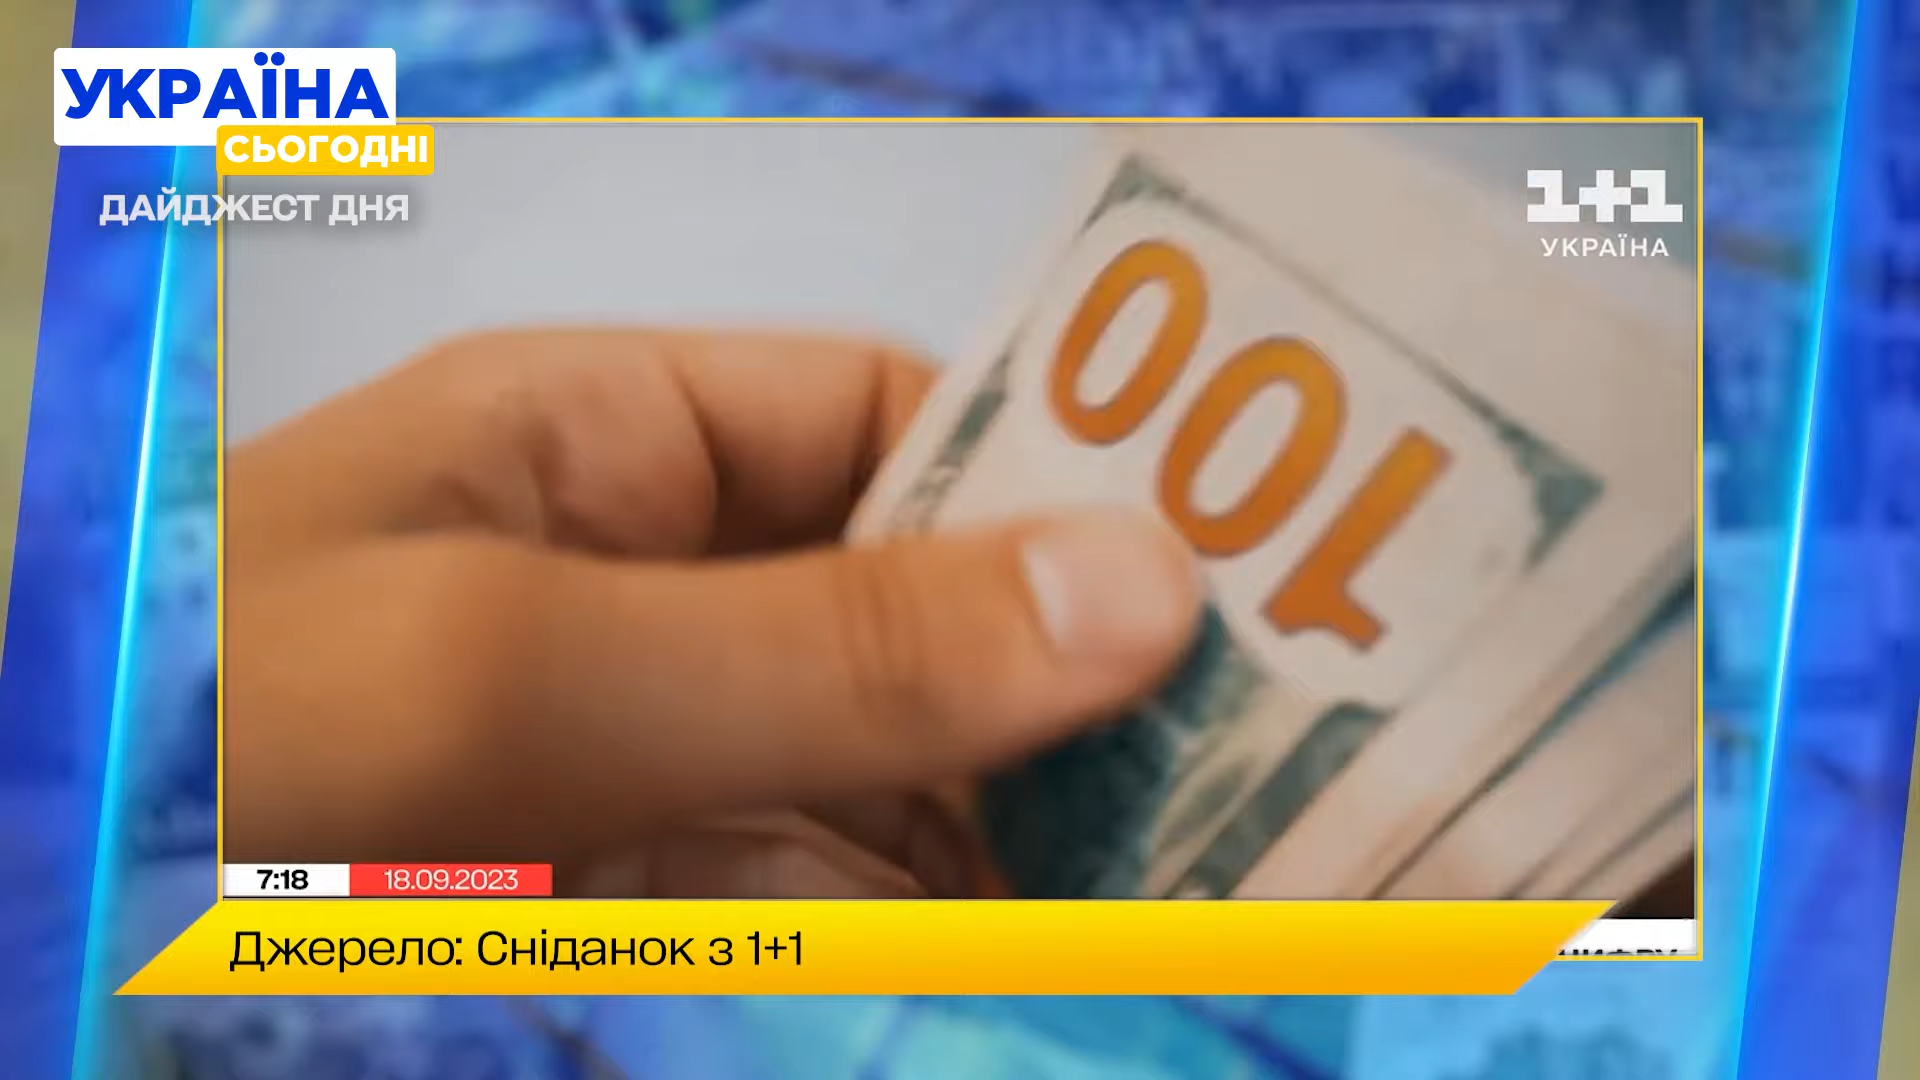 УКРАЇНА
СЬОГОДНІ
ДАЙДЖЕСТ ДНЯ
1+1
УКРАЇНА
100
7:18 18.09.2023
Джерело: Сніданок з 1+1